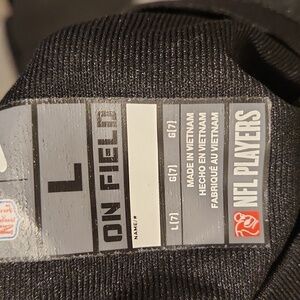 L
ON FIELD
NAME/#
L [7]
G [7]
G [7]
MADE IN VIETNAM
HECHO EN VIETNAM
FABRIQUÉ AU VIETNAM
NFL PLAYERS